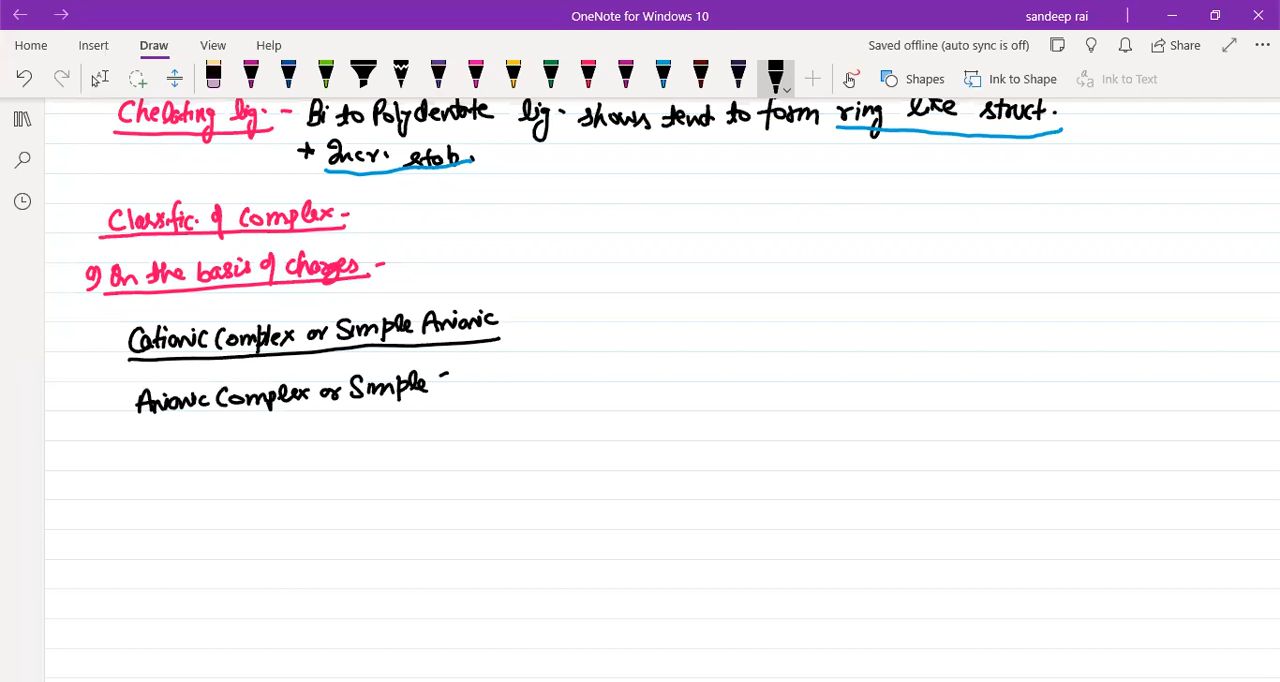 OneNote for Windows 10
sandeep rai
Home Insert Draw View Help
Saved offline (auto sync is off) Share
Shapes Ink to Shape Ink to Text
Chelating lig. - Bi to Polydentate lig. shows tend to form ring like struct.
+ Incr. stab.
Classific. of complex -
On the basis of charges -
Cationic Complex or Simple Anionic
Anionic Complex or Simple -